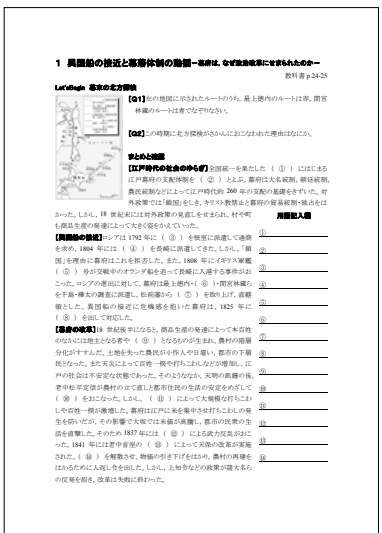 1 異国船の接近と幕藩体制の動揺－幕府は，なぜ政治改革にせまられたのか－
教科書 p.24-25
Let'sBegin 幕末の北方探検
【Q1】左の地図に示されたルートのうち，最上徳内のルートは赤，間宮
林蔵のルートは青でなぞりなさい。
【Q2】この時期に北方探検がさかんにおこなわれた理由はなにか。
まとめと確認
【江戸時代の社会のゆらぎ】全国統一を果たした（ ① ）にはじまる
江戸幕府の支配体制を（ ② ）とよぶ。幕府は大名統制，朝廷統制，
農民統制などによって江戸時代約 260 年の支配の基礎をきずいた。対
外政策では「鎖国」をしき，キリスト教禁止と幕府の貿易統制・独占をは
かった。しかし，18 世紀末には対外政策の見直しをせまられ，村や町
も商品生産の発達によって大きく姿をかえていった。
【異国船の接近】ロシアは 1792 年に（ ③ ）を根室に派遣して通商
を求め，1804 年には（ ④ ）を長崎に派遣した。しかし，「鎖
国」を理由に幕府はこれを拒否した。また，1808 年にイギリス軍艦
（ ⑤ ）号が交戦中のオランダ船を追って長崎に入港する事件がお
こった。ロシアの進出に対して，幕府は最上徳内・（ ⑥ ）・間宮林蔵ら
を千島・樺太の調査に派遣し，松前藩から（ ⑦ ）を取り上げ，直轄
領とした。異国船の接近に危機感を抱いた幕府は，1825 年に
（ ⑧ ）を出して対応した。
【幕府の改革】18 世紀後半になると，商品生産の発達によって本百姓
のなかには地主となる者や（ ⑨ ）となるものが生まれ，農村の階層
分化がすすんだ。土地を失った農民が小作人や日雇い，都市の下層
民となった。また天災によって百姓一揆や打ちこわしなどが増加し，江
戸の社会は不安定な状態であった。そのようななか，天明の飢饉の後，
老中松平定信が農村の立て直しと都市住民の生活の安定をめざして
（ ⑩ ）をおこなった。しかし，（ ⑪ ）によって大規模な打ちこわ
しや百姓一揆が激増した。幕府は江戸に米を集中させ打ちこわしの発
生を防いだが，その影響で大坂では米価が高騰し，都市の民衆の生
活を直撃した。そのため 1837 年には（ ⑫ ）による武力反乱がおこ
った。1841 年には老中首座の（ ⑬ ）によって天保の改革が実施
された。（ ⑭ ）を解散させ，物価の引き下げをはかり，農村の再建を
はかるために人返し令を出した。しかし，上知令などの政策が諸大名ら
の反発を招き，改革は失敗に終わった。
用語記入欄
①
②
③
④
⑤
⑥
⑦
⑧
⑨
⑩
⑪
⑫
⑬
⑭